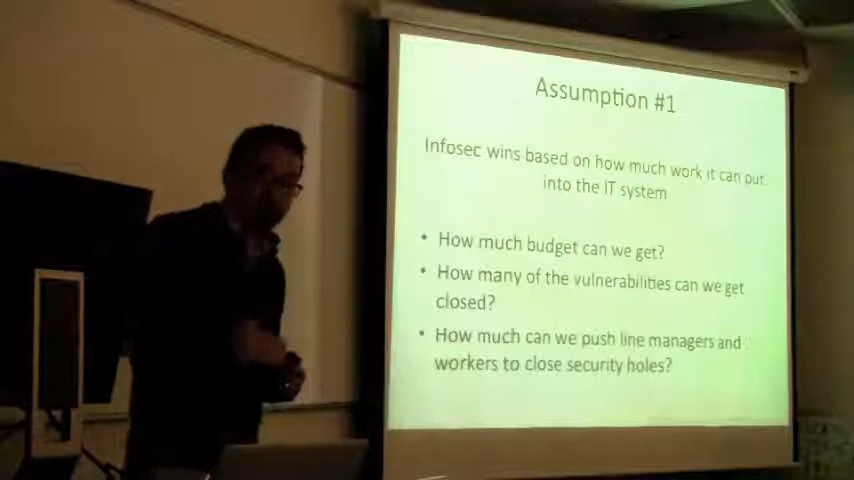 Assumption #1
Infosec wins based on how much work it can put
into the IT system
• How much budget can we get?
• How many of the vulnerabilities can we get
closed?
• How much can we push line managers and
workers to close security holes?